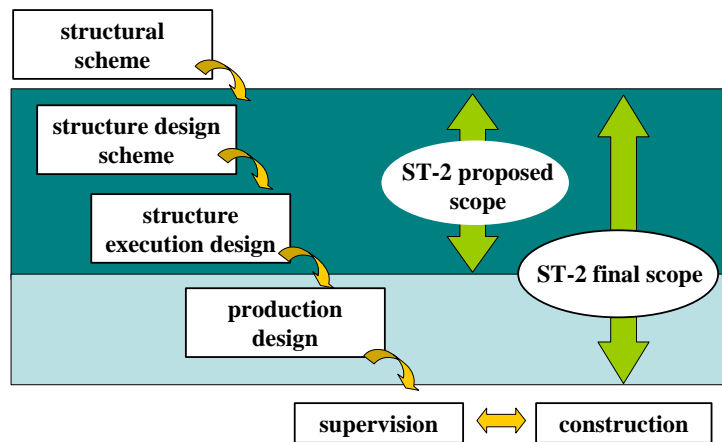 structural
scheme
structure design
scheme
ST-2 proposed
scope
structure
execution design
ST-2 final scope
production
design
supervision
construction